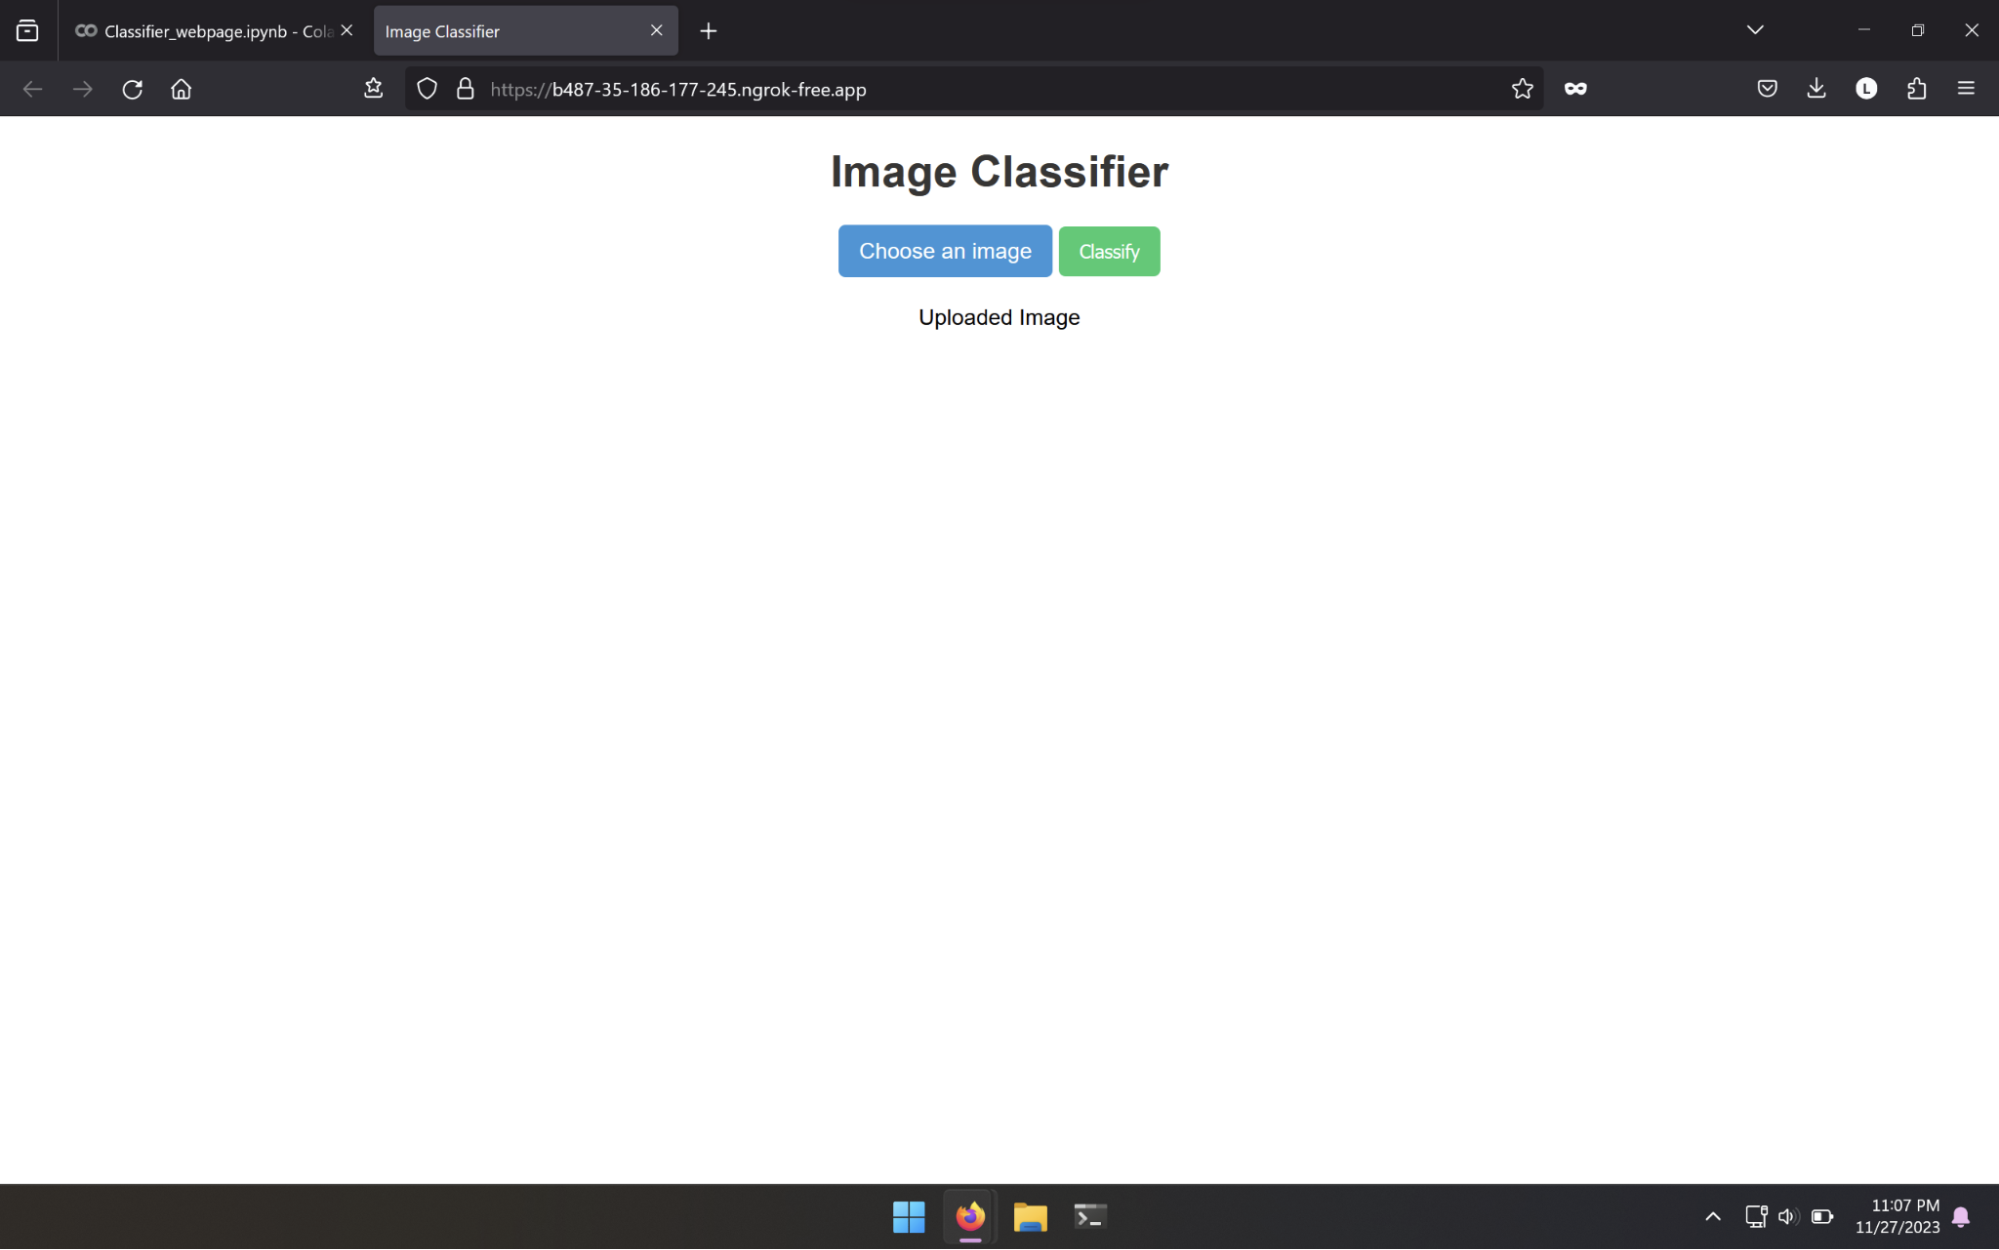 Classifier_webpage.ipynb - Cola
Image Classifier
https://b487-35-186-177-245.ngrok-free.app
L
Image Classifier
Choose an image
Classify
Uploaded Image
11:07 PM
11/27/2023